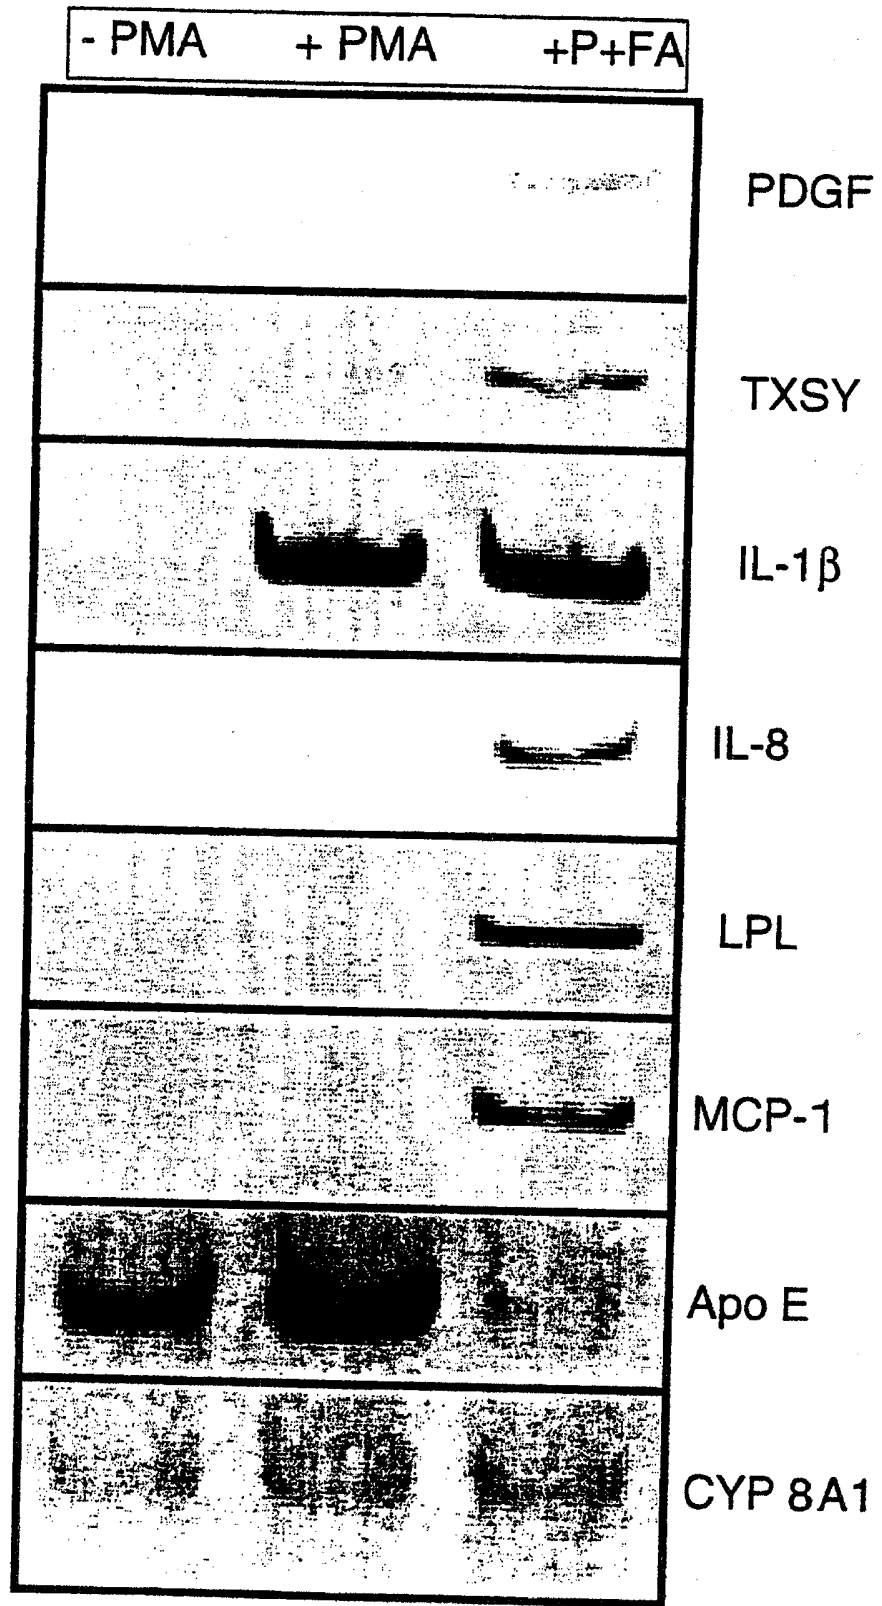 - PMA + PMA +P+FA
PDGF
TXSY
IL-1β
IL-8
LPL
MCP-1
Apo E
CYP 8A1